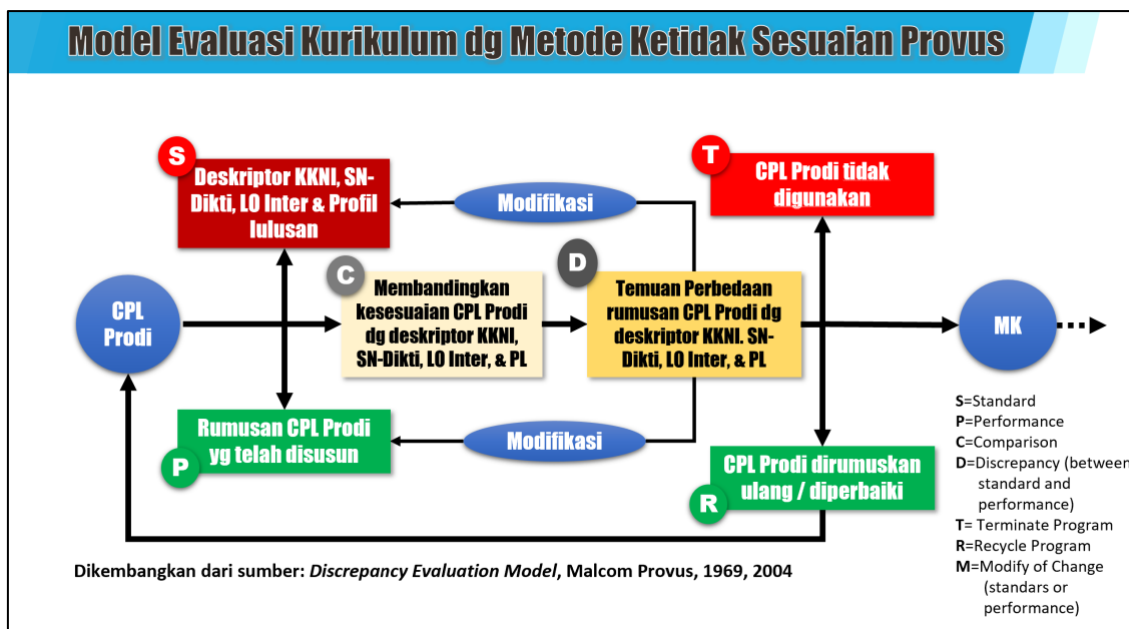 Model Evaluasi Kurikulum dg Metode Ketidak Sesuaian Provus
S
Deskriptor KKNI, SN-
Dikti, LO Inter & Profil
lulusan
Modifikasi
T
CPL Prodi tidak
digunakan
CPL
Prodi
C
Membandingkan
kesesuaian CPL Prodi
dg deskriptor KKNI,
SN-Dikti, LO Inter, & PL
D
Temuan Perbedaan
rumusan CPL Prodi dg
deskriptor KKNI. SN-
Dikti, LO Inter, & PL
MK
Rumusan CPL Prodi
yg telah disusun
P
Modifikasi
CPL Prodi dirumuskan
ulang / diperbaiki
R
S=Standard
P=Performance
C=Comparison
D=Discrepancy (between
standard and
performance)
T= Terminate Program
R=Recycle Program
M=Modify of Change
(standars or
performance)
Dikembangkan dari sumber: Discrepancy Evaluation Model, Malcom Provus, 1969, 2004